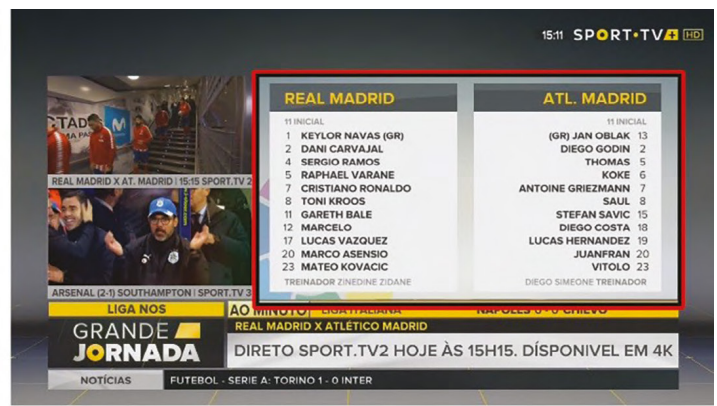 15:11 SPORT•TV+ HD
REAL MADRID
11 INICIAL
1 KEYLOR NAVAS (GR)
2 DANI CARVAJAL
4 SERGIO RAMOS
5 RAPHAEL VARANE
7 CRISTIANO RONALDO
8 TONI KROOS
11 GARETH BALE
12 MARCELO
17 LUCAS VAZQUEZ
20 MARCO ASENSIO
23 MATEO KOVACIC
TREINADOR ZINEDINE ZIDANE
ATL. MADRID
11 INICIAL
(GR) JAN OBLAK 13
DIEGO GODIN 2
THOMAS 5
KOKE 6
ANTOINE GRIEZMANN 7
SAUL 8
STEFAN SAVIC 15
DIEGO COSTA 18
LUCAS HERNANDEZ 19
JUANFRAN 20
VITOLO 23
DIEGO SIMEONE TREINADOR
REAL MADRID X AT. MADRID | 15:15 SPORT.TV 2
ARSENAL (2-1) SOUTHAMPTON | SPORT.TV 3
LIGA NOS
AO MINUTO LIGA ITALIANA NAPOLES 0 - 0 CHIEVO
GRANDE
JORNADA
REAL MADRID X ATLÉTICO MADRID
DIRETO SPORT.TV2 HOJE ÀS 15H15. DÍSPONIVEL EM 4K
NOTÍCIAS FUTEBOL - SERIE A: TORINO 1 - 0 INTER